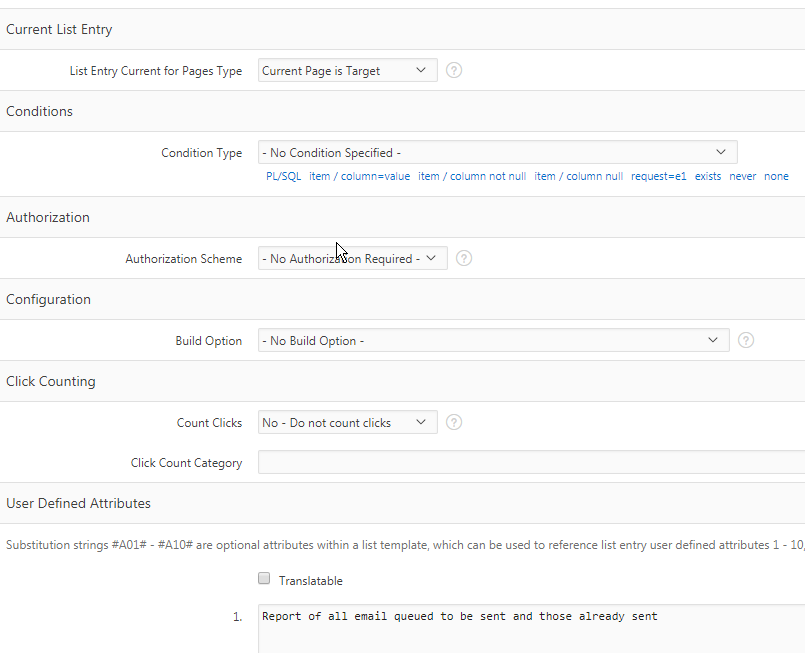 Current List Entry
List Entry Current for Pages Type Current Page is Target ?
Conditions
Condition Type - No Condition Specified -
PL/SQL item / column=value item / column not null item / column null request=e1 exists never none
Authorization
Authorization Scheme - No Authorization Required - ?
Configuration
Build Option - No Build Option - ?
Click Counting
Count Clicks No - Do not count clicks ?
Click Count Category
User Defined Attributes
Substitution strings #A01# - #A10# are optional attributes within a list template, which can be used to reference list entry user defined attributes 1 - 10,
Translatable
1. Report of all email queued to be sent and those already sent